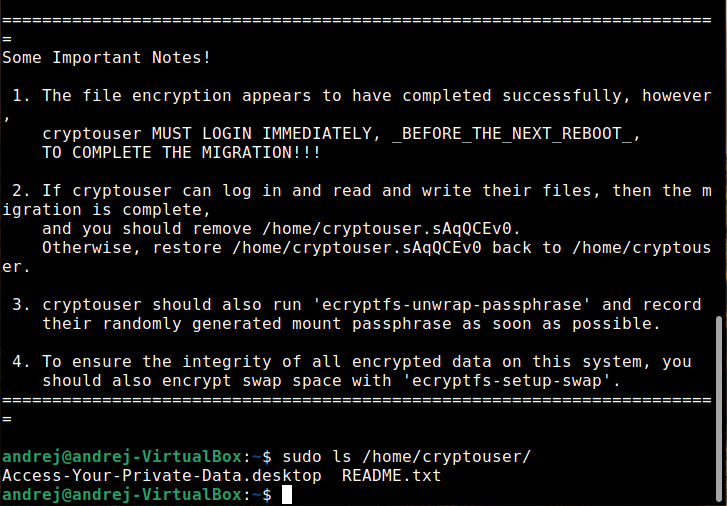 =======================================================================
=
Some Important Notes!
 1. The file encryption appears to have completed successfully, however
,
    cryptouser MUST LOGIN IMMEDIATELY, _BEFORE_THE_NEXT_REBOOT_,
    TO COMPLETE THE MIGRATION!!!
 2. If cryptouser can log in and read and write their files, then the m
igration is complete,
    and you should remove /home/cryptouser.sAqQCEv0.
    Otherwise, restore /home/cryptouser.sAqQCEv0 back to /home/cryptous
er.
 3. cryptouser should also run 'ecryptfs-unwrap-passphrase' and record
    their randomly generated mount passphrase as soon as possible.
 4. To ensure the integrity of all encrypted data on this system, you
    should also encrypt swap space with 'ecryptfs-setup-swap'.
=======================================================================
=
andrej@andrej-VirtualBox:~$ sudo ls /home/cryptouser/
Access-Your-Private-Data.desktop  README.txt
andrej@andrej-VirtualBox:~$